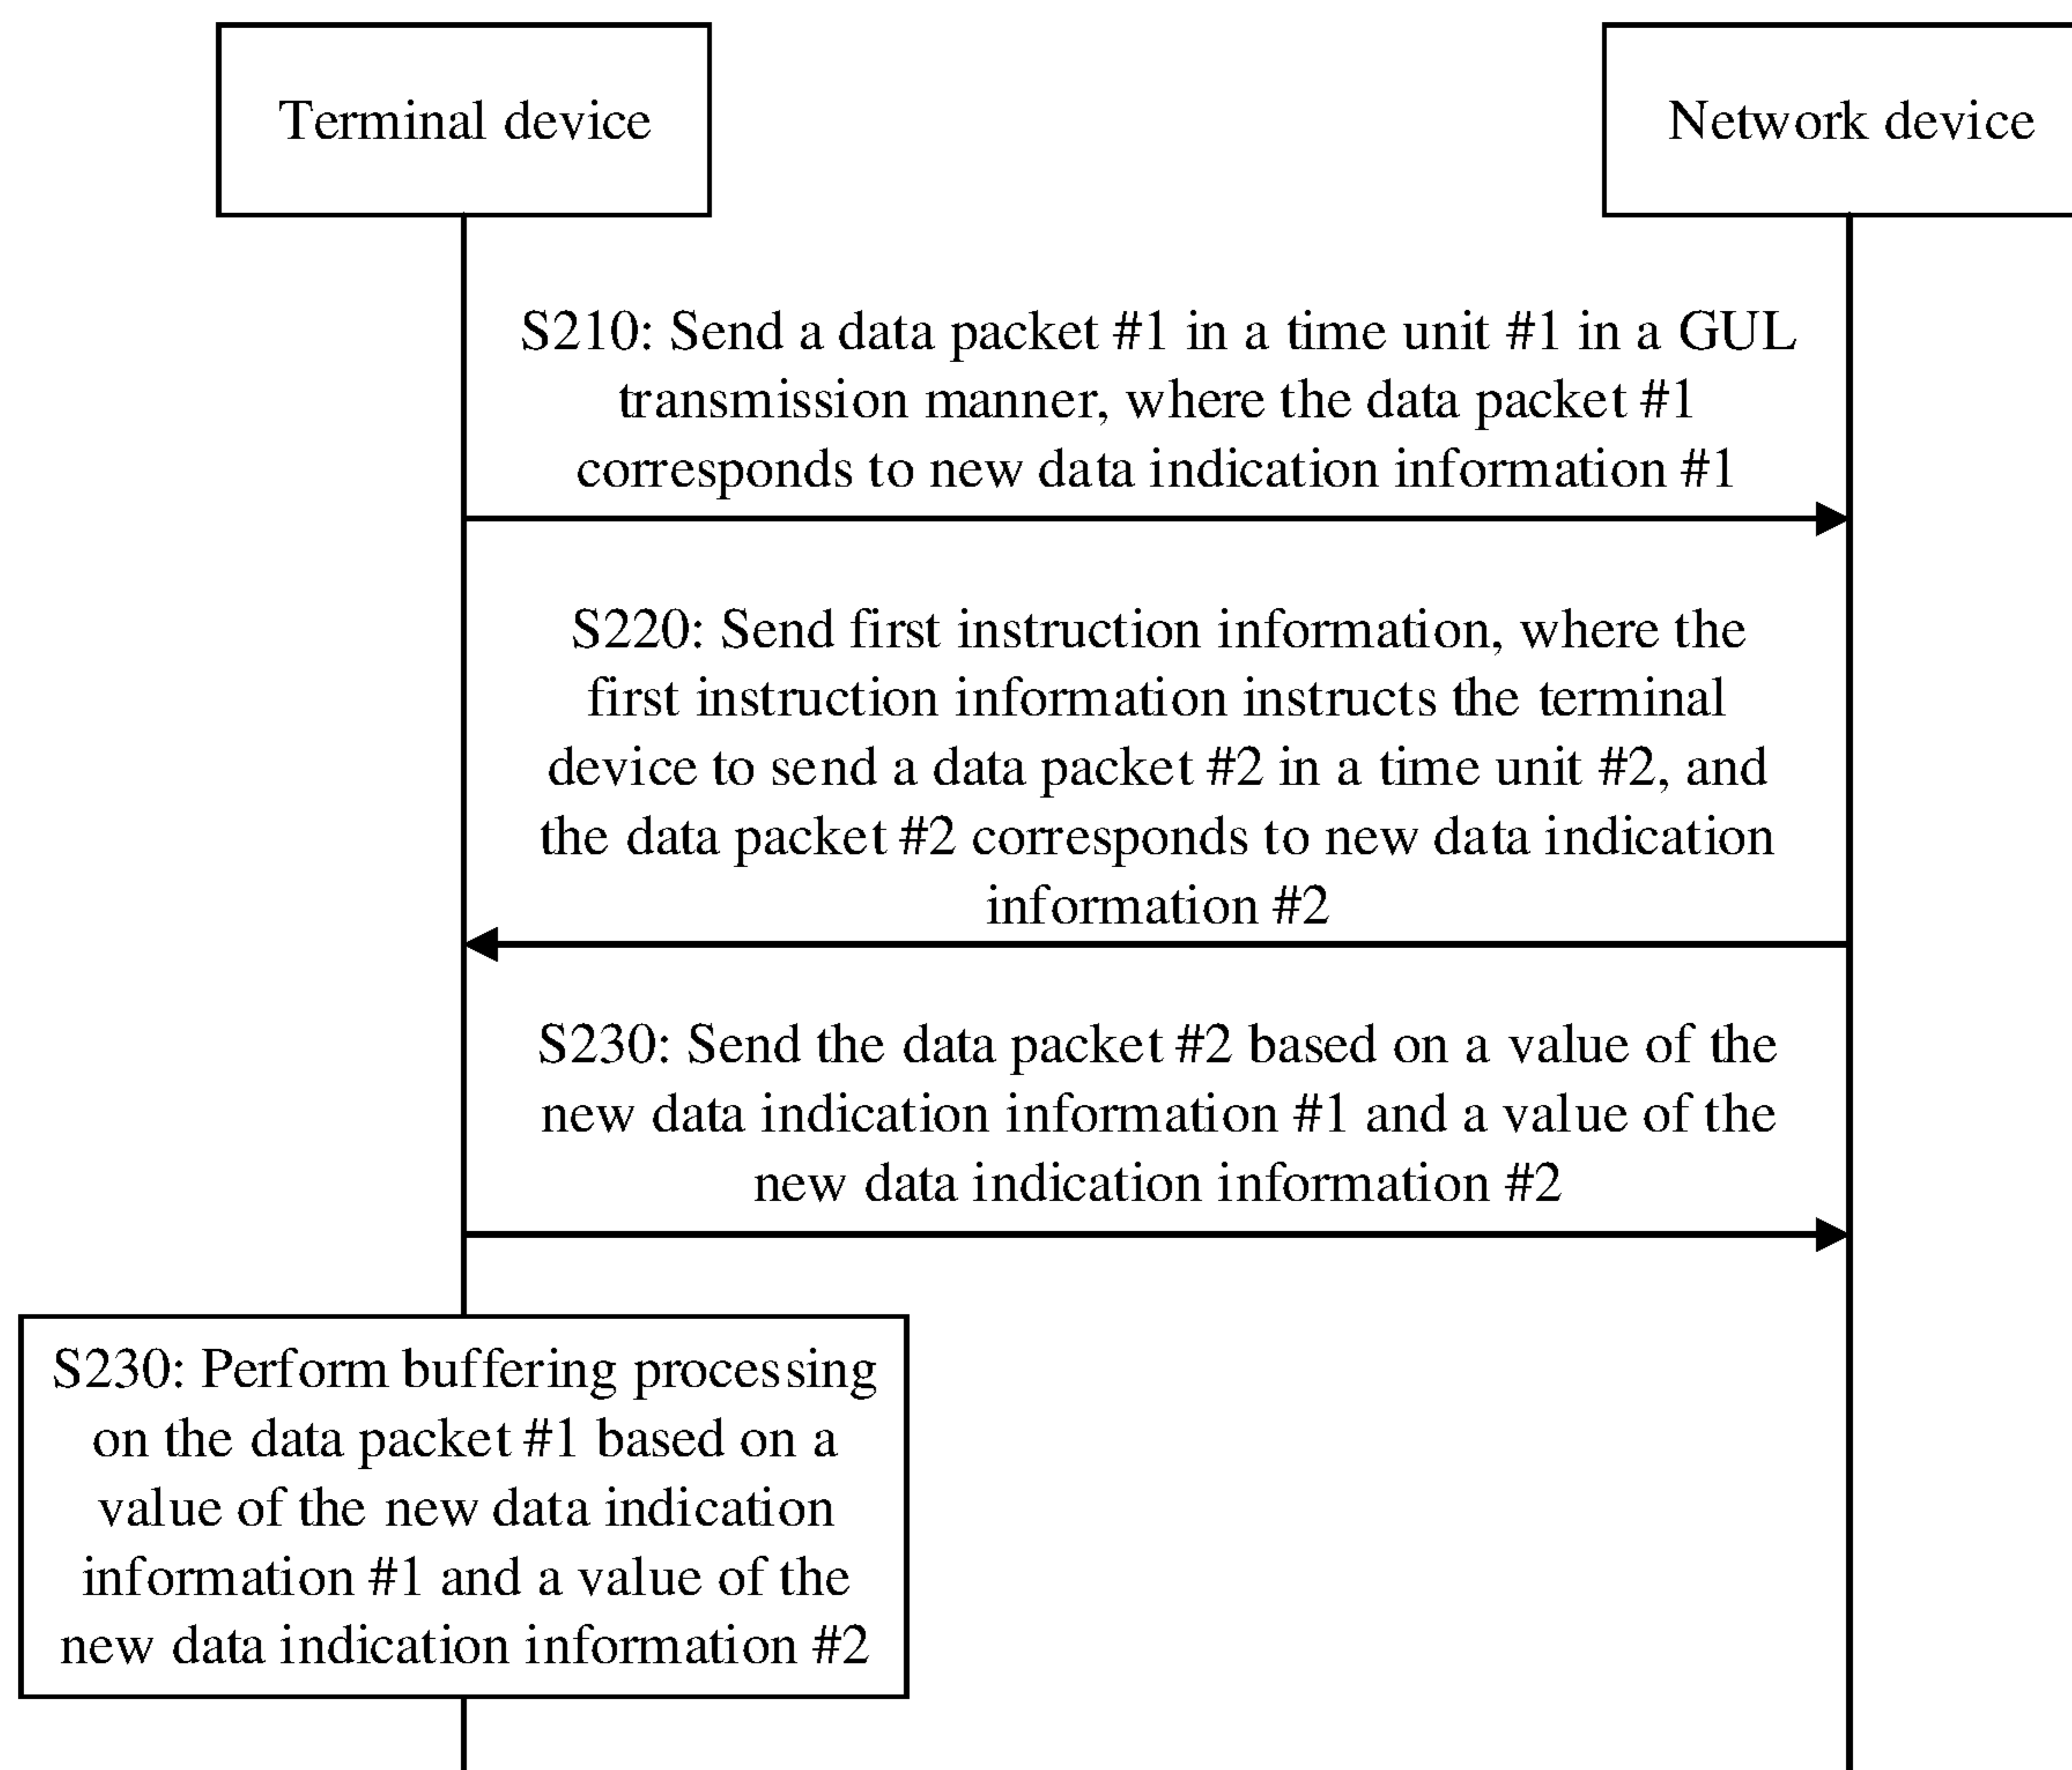 Terminal device
Network device
S210: Send a data packet #1 in a time unit #1 in a GUL
transmission manner, where the data packet #1
corresponds to new data indication information #1
S220: Send first instruction information, where the
first instruction information instructs the terminal
device to send a data packet #2 in a time unit #2, and
the data packet #2 corresponds to new data indication
information #2
S230: Send the data packet #2 based on a value of the
new data indication information #1 and a value of the
new data indication information #2
S230: Perform buffering processing
on the data packet #1 based on a
value of the new data indication
information #1 and a value of the
new data indication information #2